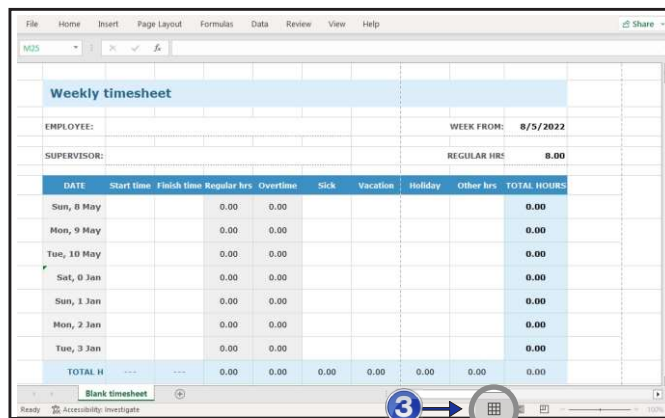 File Home Insert Page Layout Formulas Data Review View Help Share
M25 fx
Weekly timesheet
EMPLOYEE: WEEK FROM: 8/5/2022
SUPERVISOR: REGULAR HRS 8.00
DATE Start time Finish time Regular hrs Overtime Sick Vacation Holiday Other hrs TOTAL HOURS
Sun, 8 May 0.00 0.00 0.00
Mon, 9 May 0.00 0.00 0.00
Tue, 10 May 0.00 0.00 0.00
Sat, 0 Jan 0.00 0.00 0.00
Sun, 1 Jan 0.00 0.00 0.00
Mon, 2 Jan 0.00 0.00 0.00
Tue, 3 Jan 0.00 0.00 0.00
TOTAL H --- --- 0.00 0.00 0.00 0.00 0.00 0.00 0.00
Blank timesheet
Ready Accessibility: Investigate 3 100%